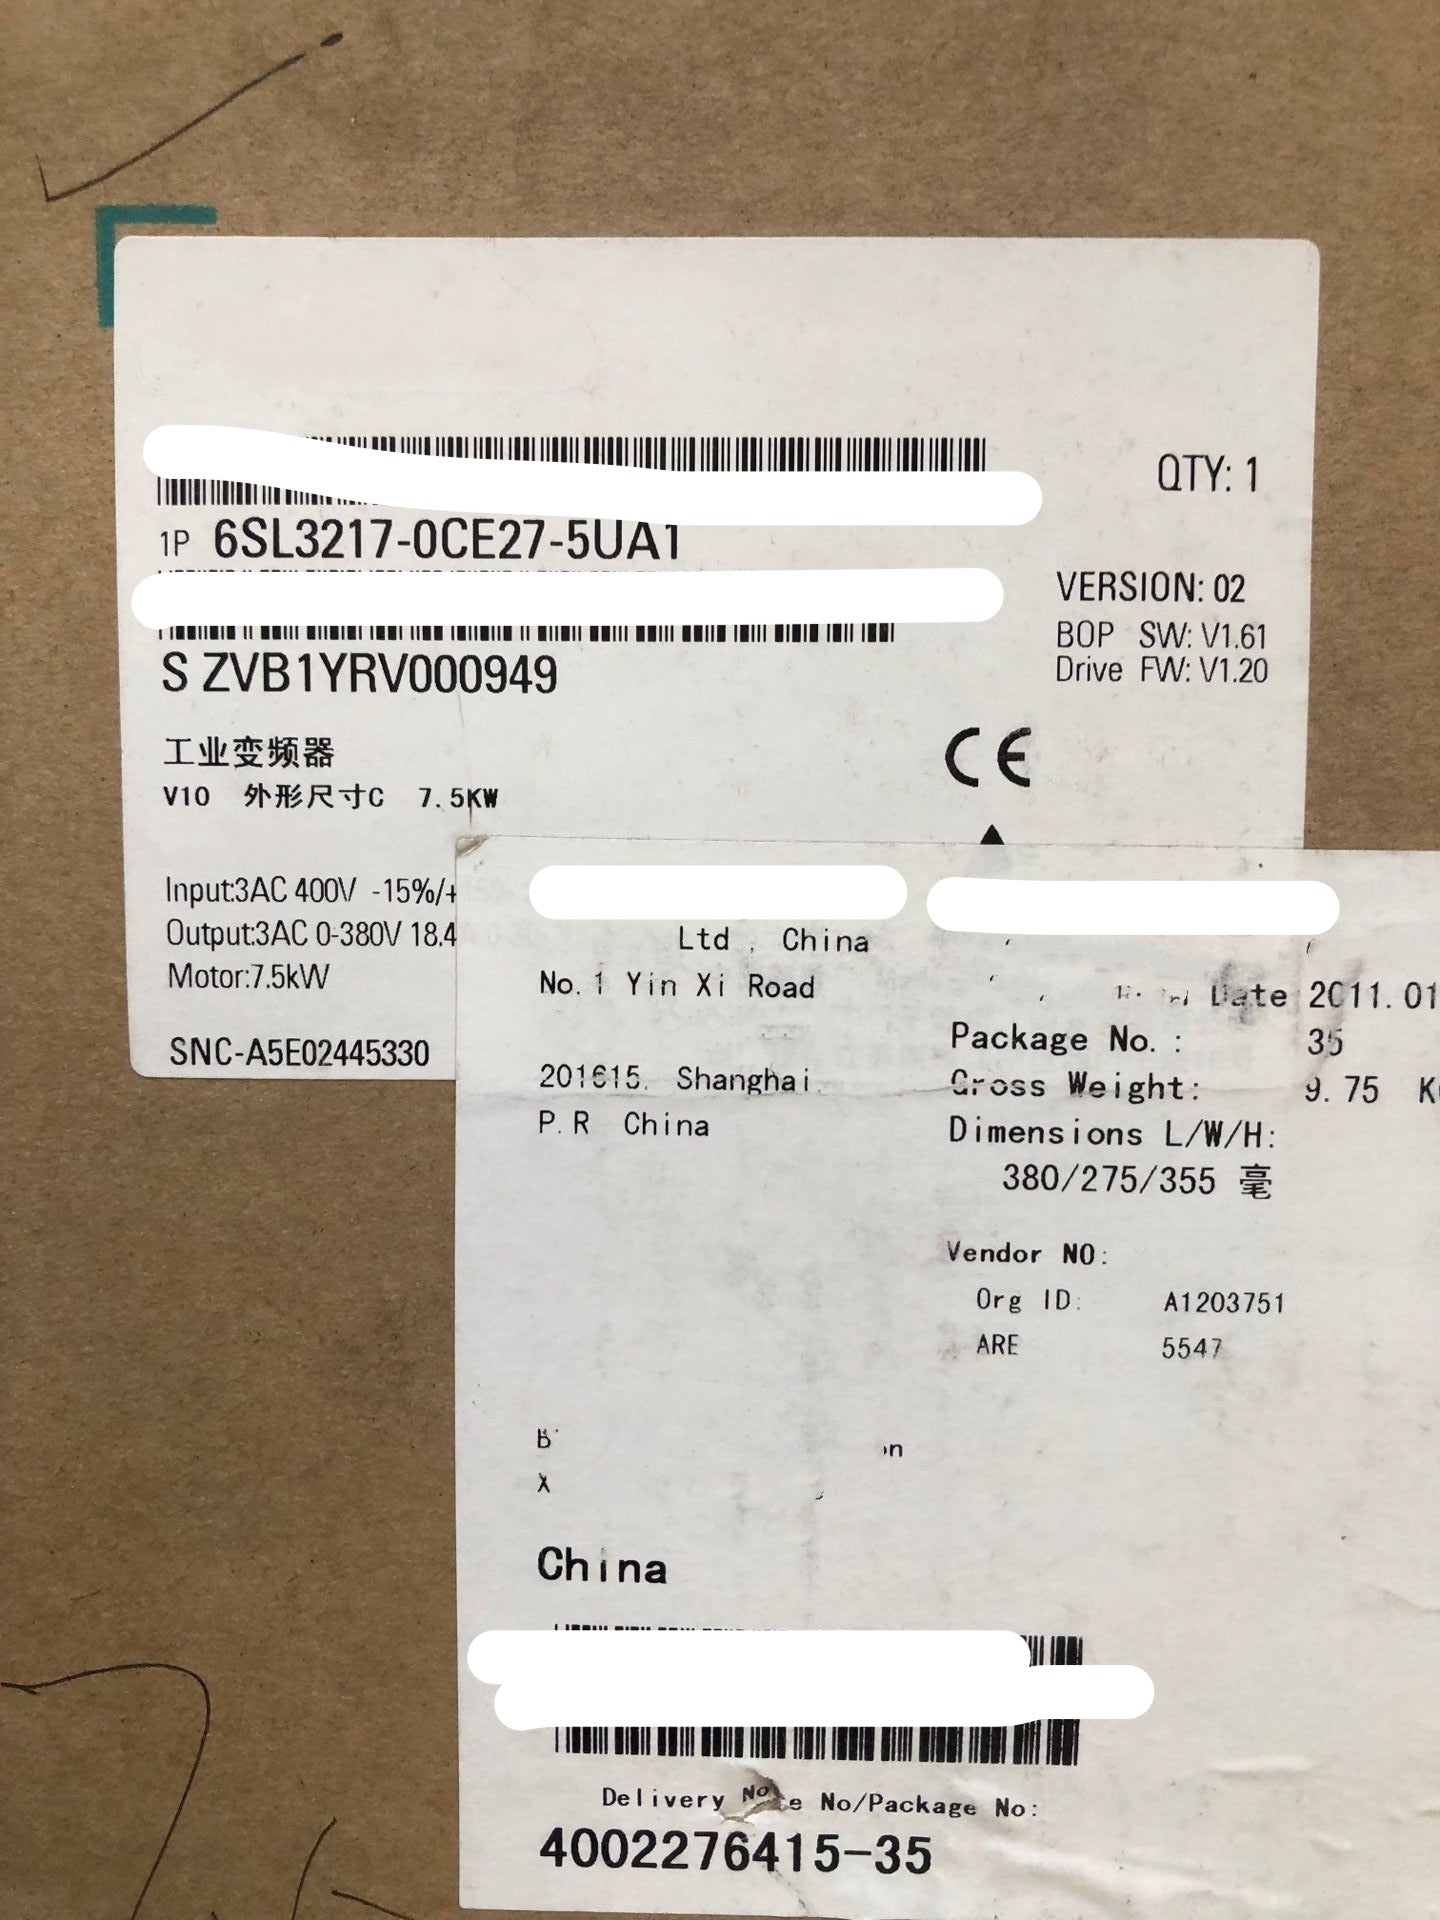 QTY: 1
1P 6SL3217-0CE27-5UA1
VERSION: 02
BOP SW: V1.61
Drive FW: V1.20
S ZVB1YRV000949
工业变频器
V10 外形尺寸C 7.5KW
CE
Input:3AC 400V -15%/+
Output:3AC 0-380V 18.4
Motor:7.5kW
SNC-A5E02445330
Ltd, China
No.1 Yin Xi Road
201615. Shanghai.
P.R China
Date 2011.01
Package No.: 35
Gross Weight: 9.75
Dimensions L/W/H:
380/275/355 毫
Vendor NO:
Org ID: A1203751
ARE 5547
China
Delivery Note No/Package No:
4002276415-35